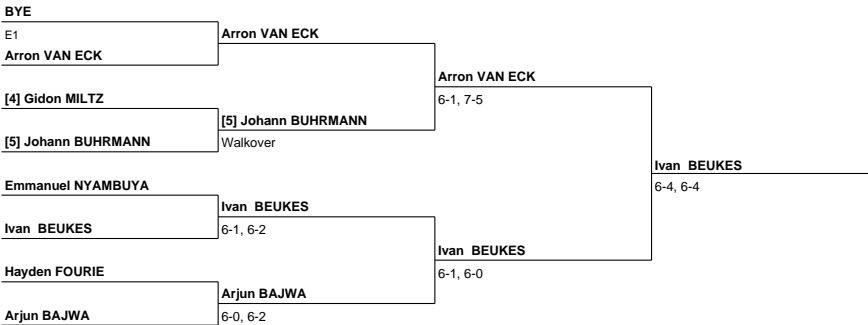 BYE
E1
Arron VAN ECK
Arron VAN ECK
Arron VAN ECK
6-1, 7-5
[4] Gidon MILTZ
[5] Johann BUHRMANN
[5] Johann BUHRMANN
Walkover
Ivan BEUKES
6-4, 6-4
Emmanuel NYAMBUYA
Ivan BEUKES
Ivan BEUKES
6-1, 6-2
Ivan BEUKES
6-1, 6-0
Hayden FOURIE
Arjun BAJWA
Arjun BAJWA
6-0, 6-2